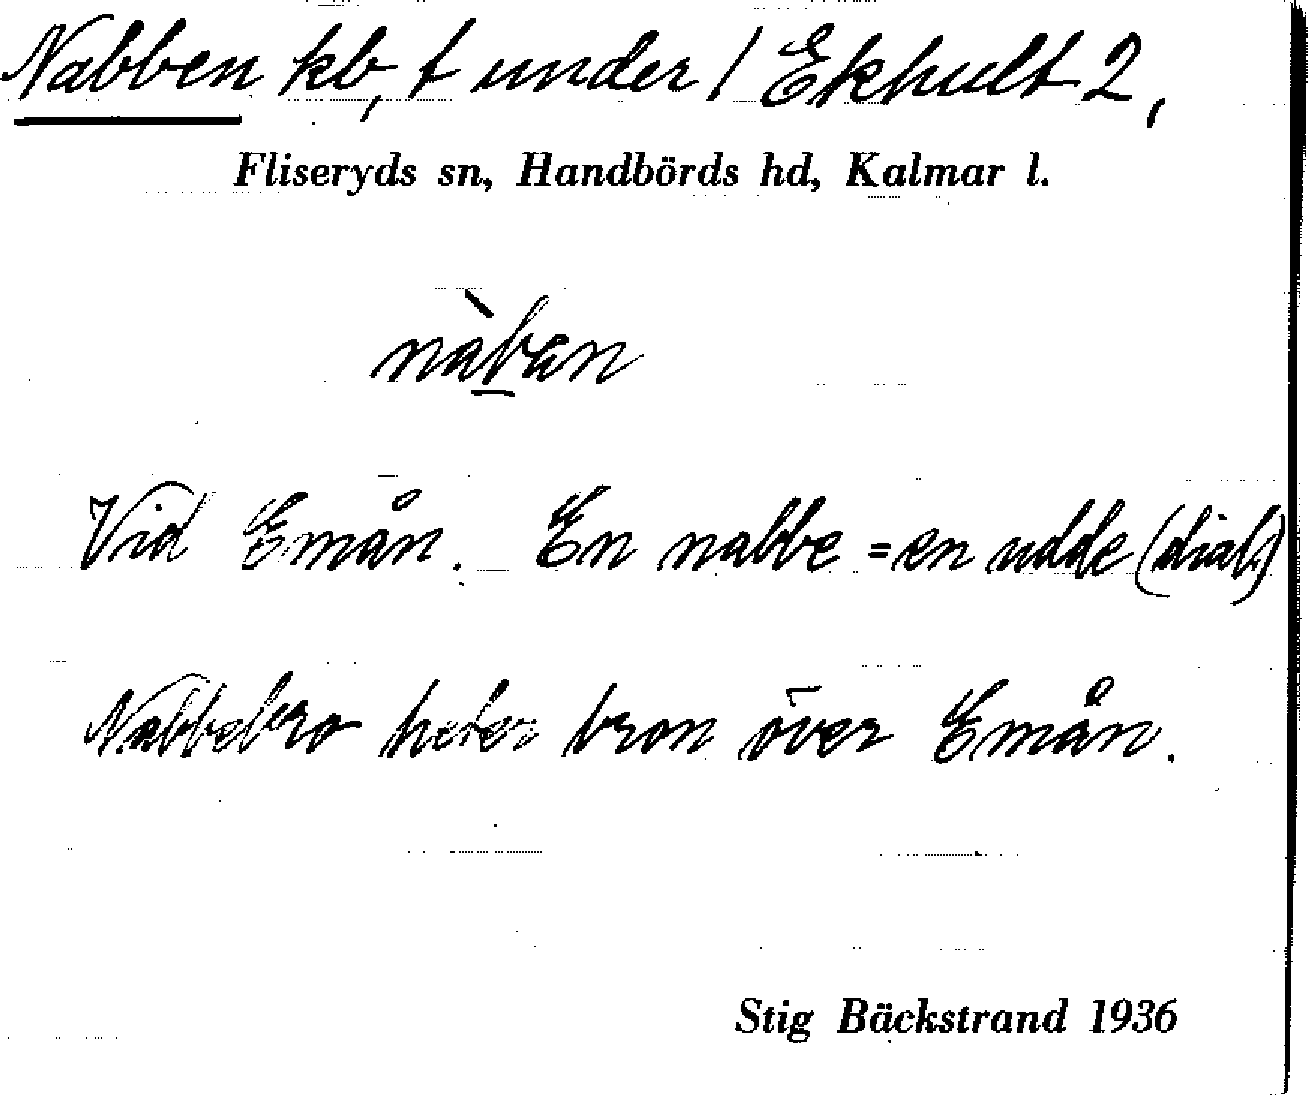 Nabben kb, t under 1 Ekhult 2,
Fliseryds sn, Handbörds hd, Kalmar l.
nàban
Vid Emån. En nabbe = en udde (dial.)
Nabbebro heter bron över Emån.
Stig Bäckstrand 1936